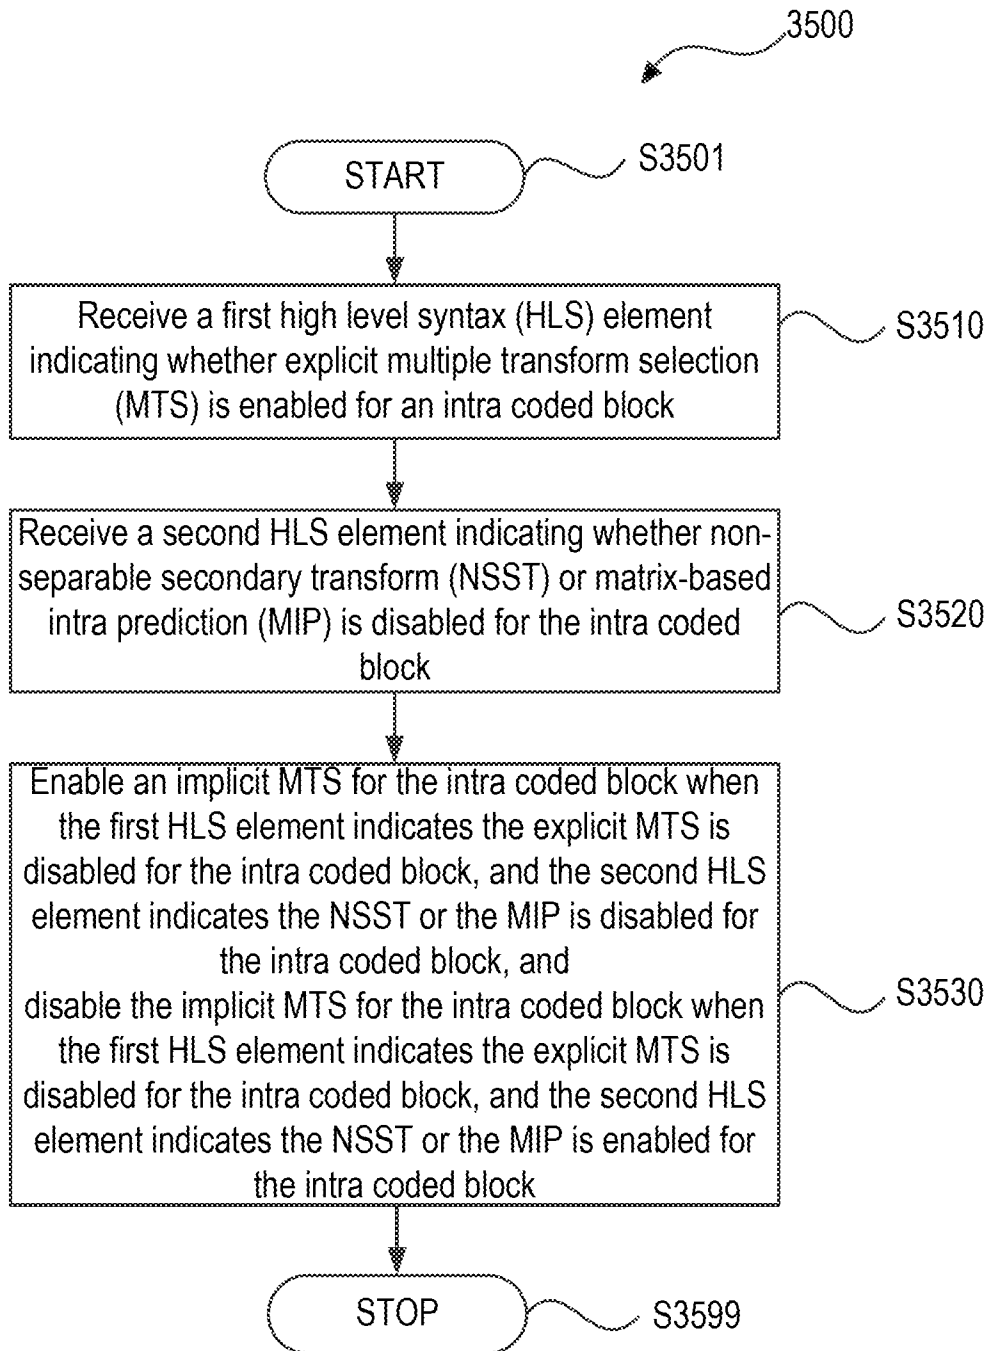 3500
START
S3501
Receive a first high level syntax (HLS) element
indicating whether explicit multiple transform selection
(MTS) is enabled for an intra coded block
S3510
Receive a second HLS element indicating whether non-
separable secondary transform (NSST) or matrix-based
intra prediction (MIP) is disabled for the intra coded
block
S3520
Enable an implicit MTS for the intra coded block when
the first HLS element indicates the explicit MTS is
disabled for the intra coded block, and the second HLS
element indicates the NSST or the MIP is disabled for
the intra coded block, and
disable the implicit MTS for the intra coded block when
the first HLS element indicates the explicit MTS is
disabled for the intra coded block, and the second HLS
element indicates the NSST or the MIP is enabled for
the intra coded block
S3530
STOP
S3599